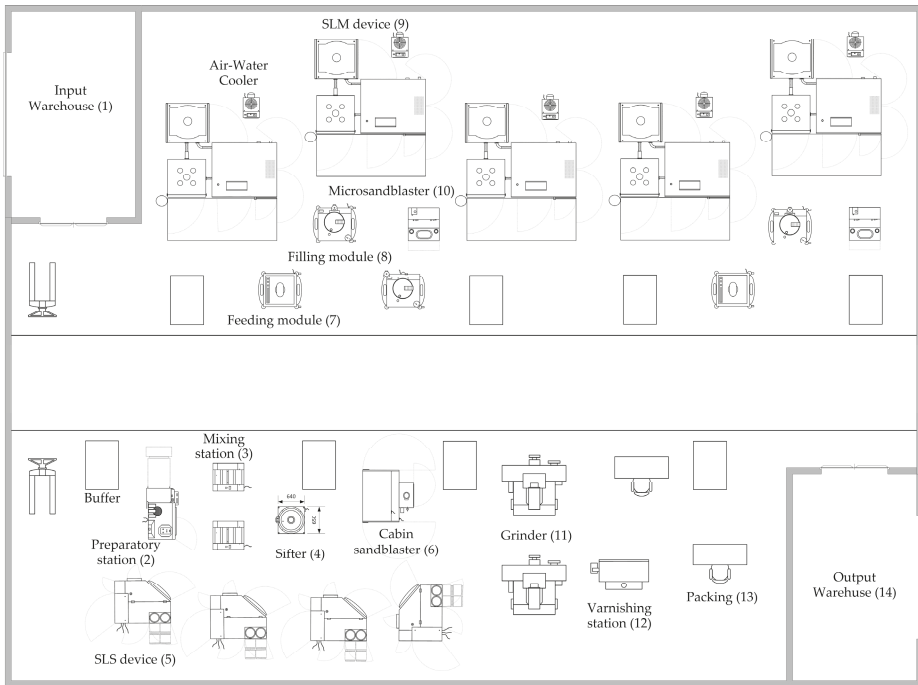 SLM device (9)
Air-Water
Cooler
Input
Warehouse (1)
Microsandblaster (10)
Filling module (8)
Feeding module (7)
Mixing
station (3)
Buffer
640
Preparatory
station (2)
Sifter (4)
Cabin
sandblaster (6)
Grinder (11)
Packing (13)
Varnishing
station (12)
Output
Warehuse (14)
SLS device (5)